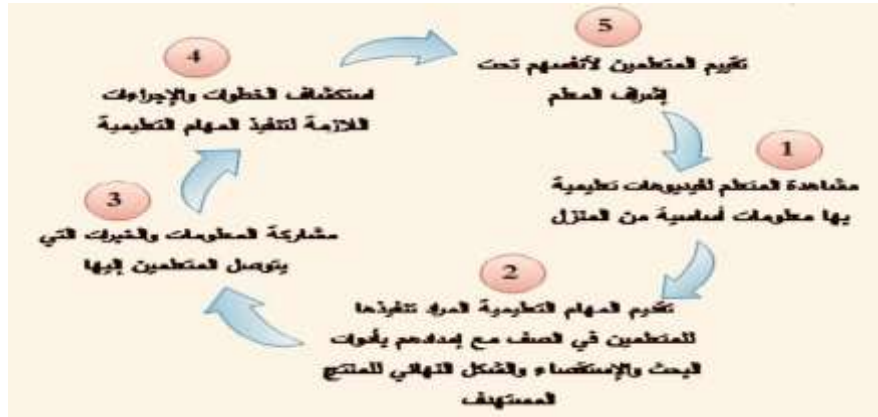 1
مشاهدة المتعلم لفيديوهات تعليمية
بها معلومات أساسية من المنزل
2
تقديم المهام التعليمية المراد تنفيذها
للمتعلمين في الصف مع إمدادهم بأدوات
البحث والإستقصاء والشكل النهائي للمنتج
المستهدف
3
مشاركة المعلومات والخبرات التي
يتوصل المتعلمين إليها
4
استكشاف الخطوات والإجراءات
اللازمة لتنفيذ المهام التعليمية
5
تقييم المتعلمين لأنفسهم تحت
إشراف المعلم